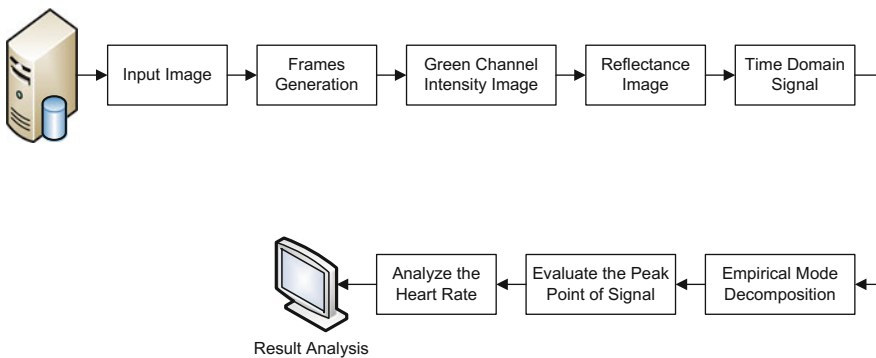 Input Image
Frames
Generation
Green Channel
Intensity Image
Reflectance
Image
Time Domain
Signal
Empirical Mode
Decomposition
Evaluate the Peak
Point of Signal
Analyze the
Heart Rate
Result Analysis